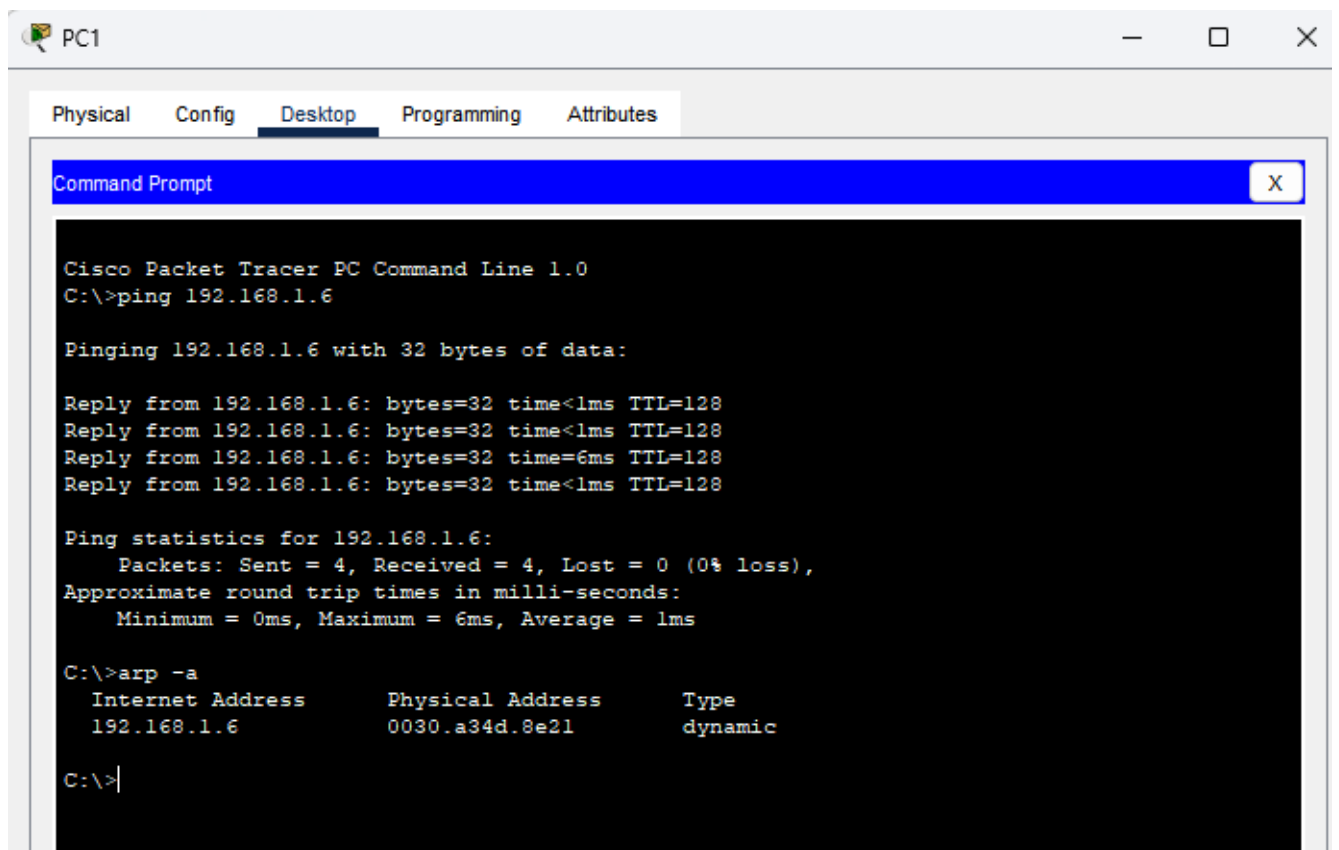 PC1
Physical Config Desktop Programming Attributes
Command Prompt X
Cisco Packet Tracer PC Command Line 1.0
C:\>ping 192.168.1.6
Pinging 192.168.1.6 with 32 bytes of data:
Reply from 192.168.1.6: bytes=32 time<1ms TTL=128
Reply from 192.168.1.6: bytes=32 time<1ms TTL=128
Reply from 192.168.1.6: bytes=32 time=6ms TTL=128
Reply from 192.168.1.6: bytes=32 time<1ms TTL=128
Ping statistics for 192.168.1.6:
Packets: Sent = 4, Received = 4, Lost = 0 (0% loss),
Approximate round trip times in milli-seconds:
Minimum = 0ms, Maximum = 6ms, Average = 1ms
C:\>arp -a
Internet Address Physical Address Type
192.168.1.6 0030.a34d.8e21 dynamic
C:\>